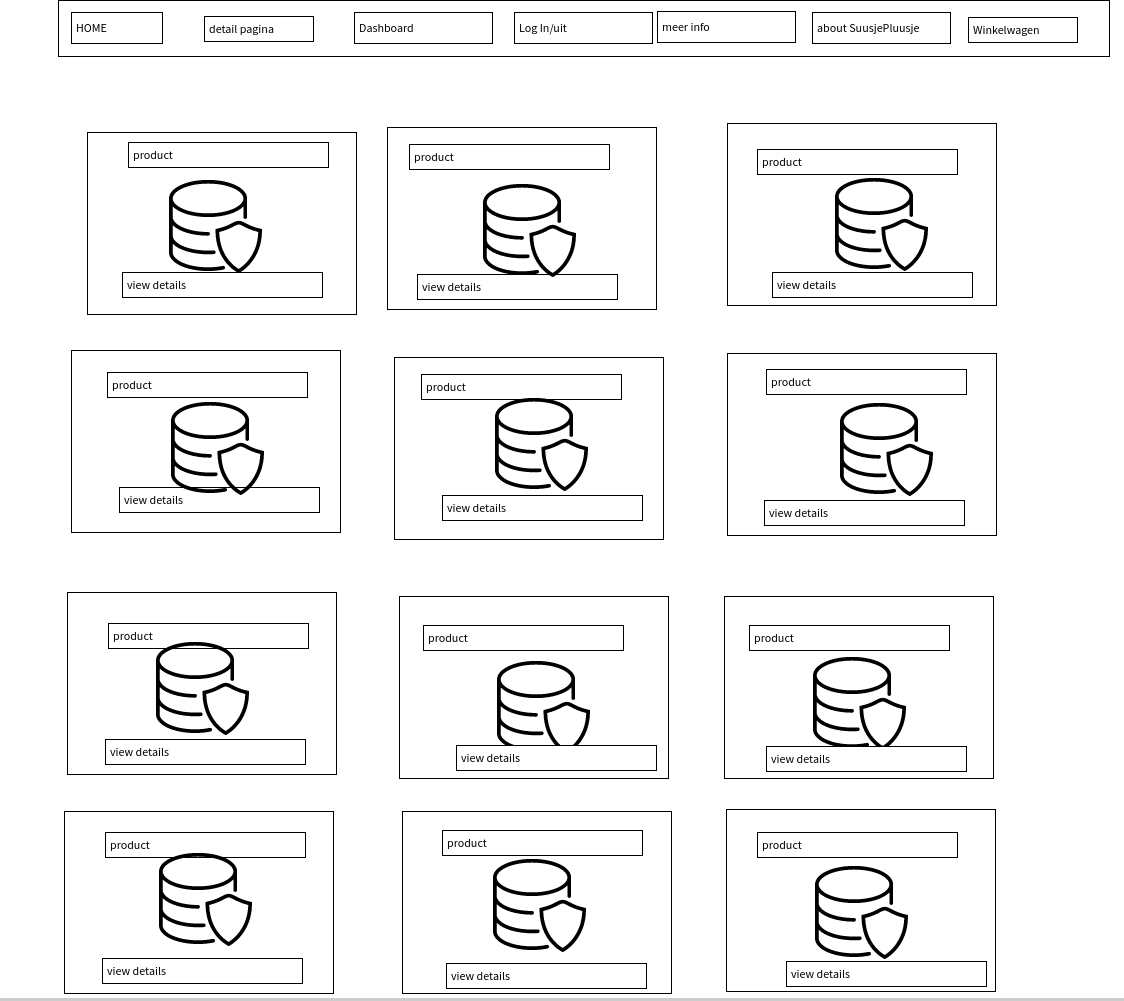 HOME
detail pagina
Dashboard
Log In/uit
meer info
about SuusjePluusje
Winkelwagen
product
product
product
view details
view details
view details
product
product
product
view details
view details
view details
product
product
product
view details
view details
view details
product
product
product
view details
view details
view details